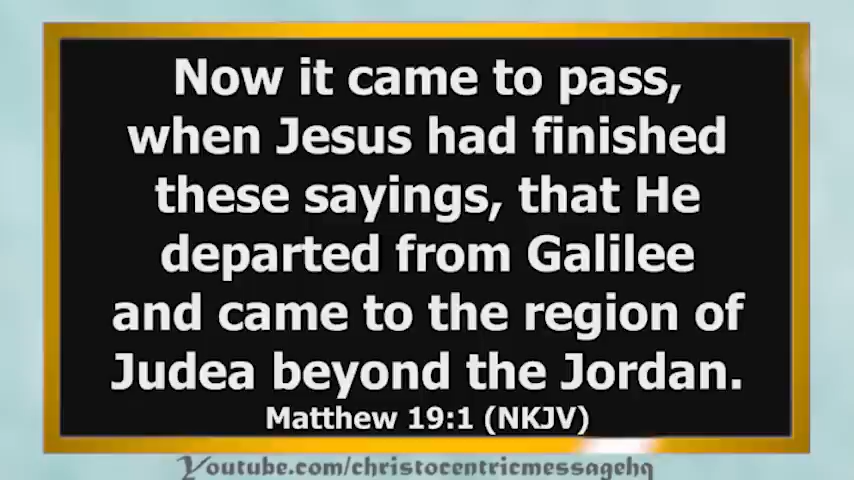 Now it came to pass,
when Jesus had finished
these sayings, that He
departed from Galilee
and came to the region of
Judea beyond the Jordan.
Matthew 19:1 (NKJV)
Youtube.com/christocentricmessagehq